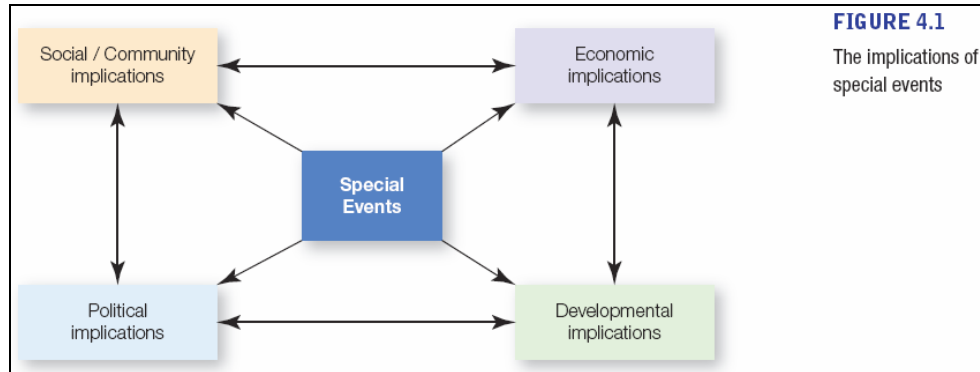 FIGURE 4.1
The implications of
special events
Social / Community
implications
Economic
implications
Special
Events
Political
implications
Developmental
implications